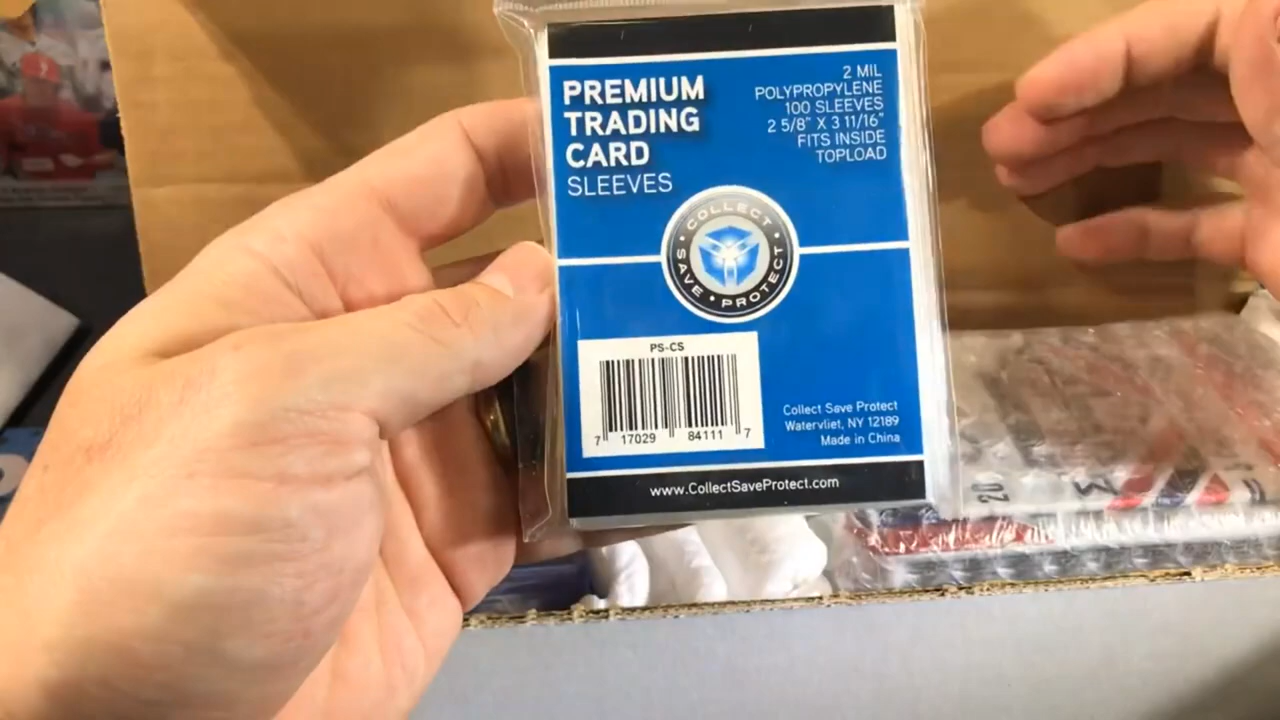 PREMIUM
TRADING
CARD
SLEEVES
2 MIL
POLYPROPYLENE
100 SLEEVES
2 5/8" X 3 11/16"
FITS INSIDE
TOPLOAD
COLLECT • SAVE • PROTECT •
PS-CS
7 17029 84111 7
Collect Save Protect
Watervliet, NY 12189
Made in China
www.CollectSaveProtect.com
20